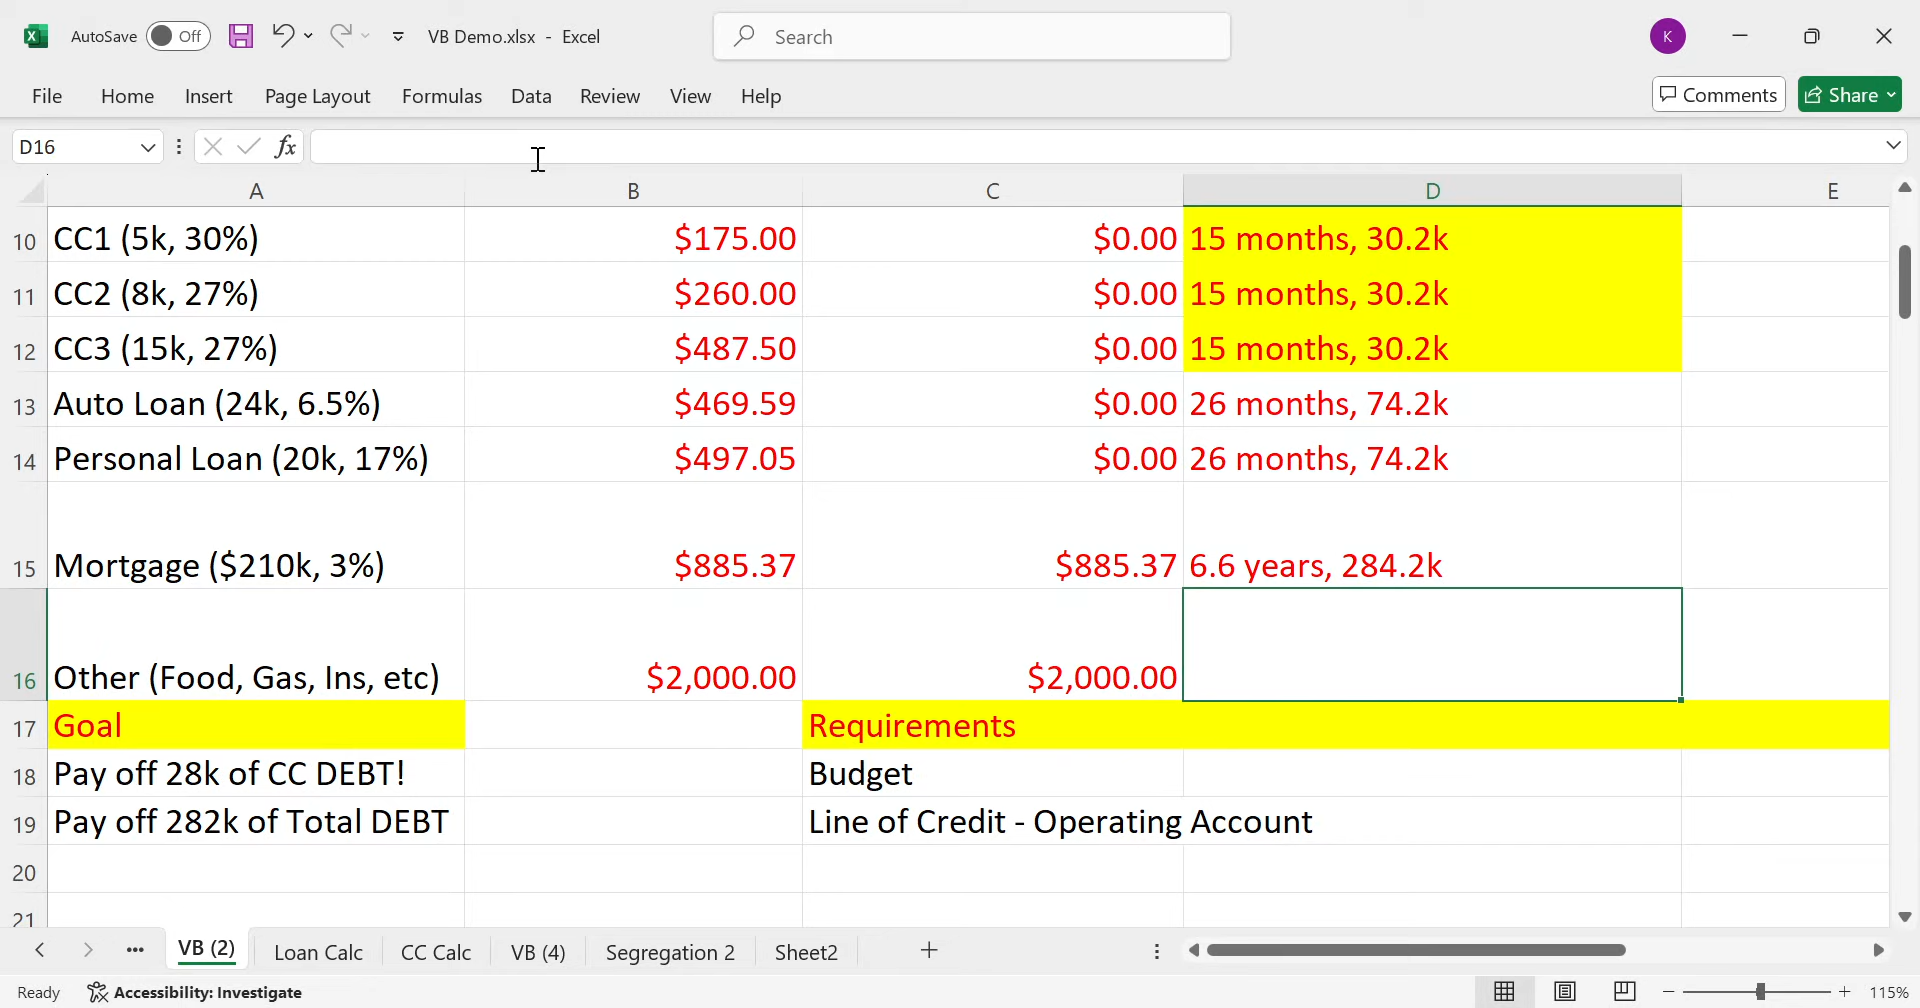 AutoSave Off VB Demo.xlsx - Excel Search K
File Home Insert Page Layout Formulas Data Review View Help Comments Share
D16 fx
A B C D E
10 CC1 (5k, 30%) $175.00 $0.00 15 months, 30.2k
11 CC2 (8k, 27%) $260.00 $0.00 15 months, 30.2k
12 CC3 (15k, 27%) $487.50 $0.00 15 months, 30.2k
13 Auto Loan (24k, 6.5%) $469.59 $0.00 26 months, 74.2k
14 Personal Loan (20k, 17%) $497.05 $0.00 26 months, 74.2k
15 Mortgage ($210k, 3%) $885.37 $885.37 6.6 years, 284.2k
16 Other (Food, Gas, Ins, etc) $2,000.00 $2,000.00
17 Goal Requirements
18 Pay off 28k of CC DEBT! Budget
19 Pay off 282k of Total DEBT Line of Credit - Operating Account
20
21
VB (2) Loan Calc CC Calc VB (4) Segregation 2 Sheet2
Ready Accessibility: Investigate 115%